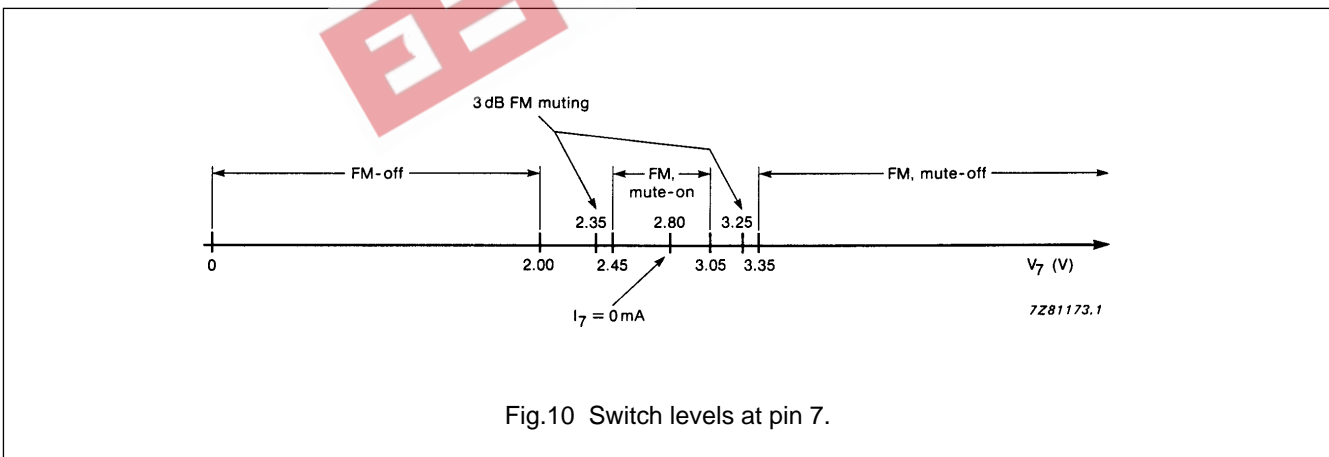 3 dB FM muting
FM-off
FM,
mute-on
FM, mute-off
2.35 2.80 3.25
0 2.00 2.45 3.05 3.35 V7 (V)
I7 = 0 mA
7Z81173.1
Fig.10 Switch levels at pin 7.